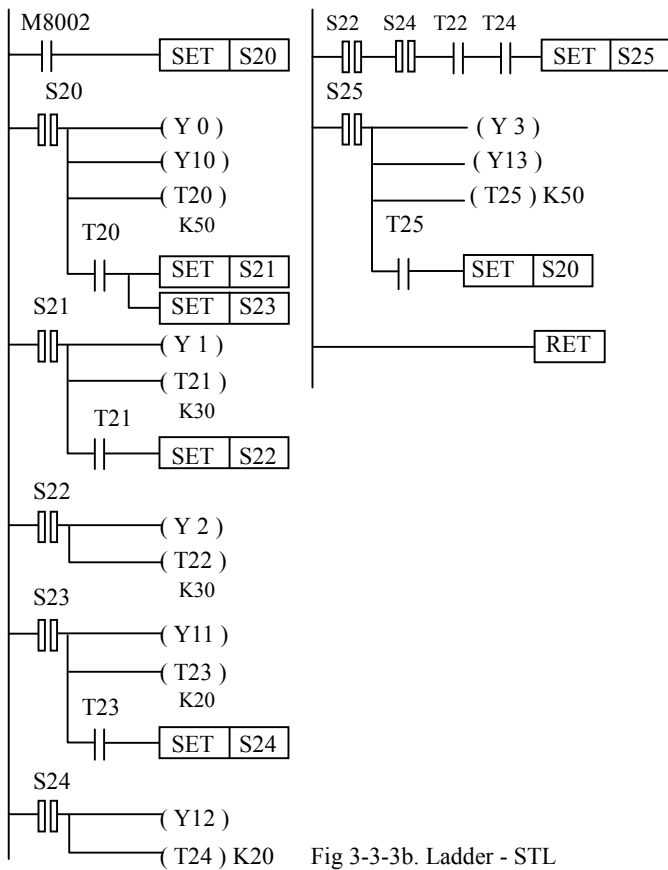 M8002
SET S20
S20
( Y 0 )
( Y10 )
( T20 )
K50
T20
SET S21
SET S23
S21
( Y 1 )
( T21 )
K30
T21
SET S22
S22
( Y 2 )
( T22 )
K30
S23
( Y11 )
( T23 )
K20
T23
SET S24
S24
( Y12 )
( T24 ) K20
S22 S24 T22 T24
SET S25
S25
( Y 3 )
( Y13 )
( T25 ) K50
T25
SET S20
RET
Fig 3-3-3b. Ladder - STL